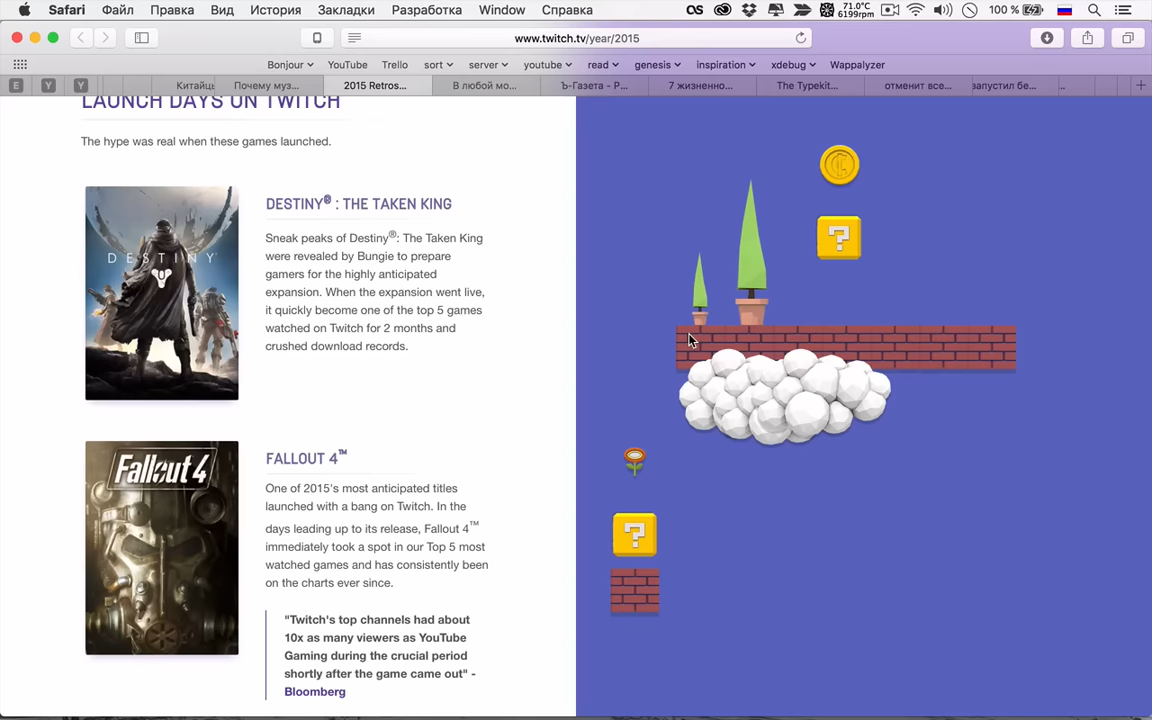 Safari Файл Правка Вид История Закладки Разработка Window Справка 71.0°C 6199rpm 100 %
www.twitch.tv/year/2015
Bonjour YouTube Trello sort server youtube read genesis inspiration xdebug Wappalyzer
E Y Y Китайць Почему муз... 2015 Retros... В любой мо... Ъ-Газета - Р... 7 жизненно... The Typekit... отменит все... запустил бе... ..
LAUNCH DAYS ON TWITCH
The hype was real when these games launched.
DESTINY
DESTINY® : THE TAKEN KING
Sneak peaks of Destiny®: The Taken King
were revealed by Bungie to prepare
gamers for the highly anticipated
expansion. When the expansion went live,
it quickly become one of the top 5 games
watched on Twitch for 2 months and
crushed download records.
Fallout 4
FALLOUT 4™
One of 2015's most anticipated titles
launched with a bang on Twitch. In the
days leading up to its release, Fallout 4™
immediately took a spot in our Top 5 most
watched games and has consistently been
on the charts ever since.
"Twitch's top channels had about
10x as many viewers as YouTube
Gaming during the crucial period
shortly after the game came out" -
Bloomberg
?
?